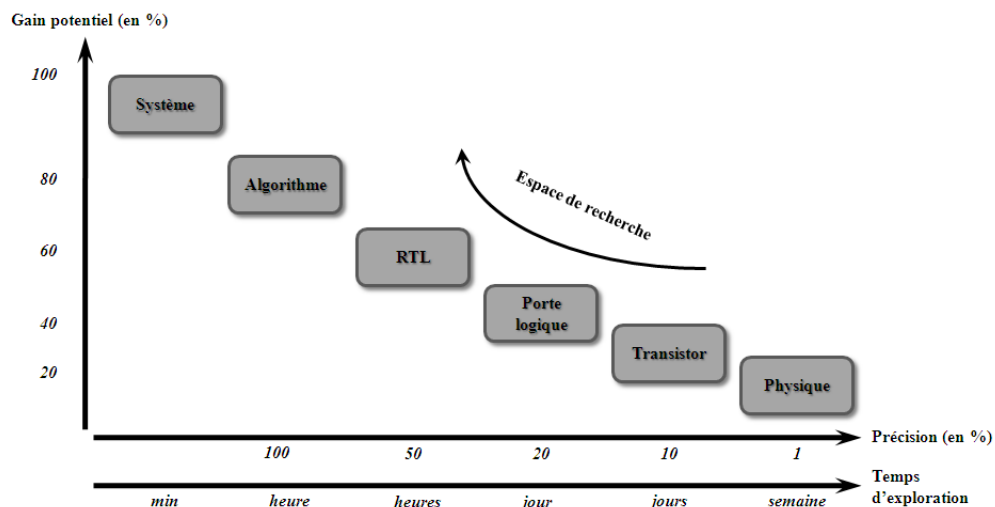 Gain potentiel (en %)
100
Système
80
Algorithme
Espace de recherche
60
RTL
40
Porte
logique
Transistor
20
Physique
Précision (en %)
100 50 20 10 1
Temps
d'exploration
min heure heures jour jours semaine